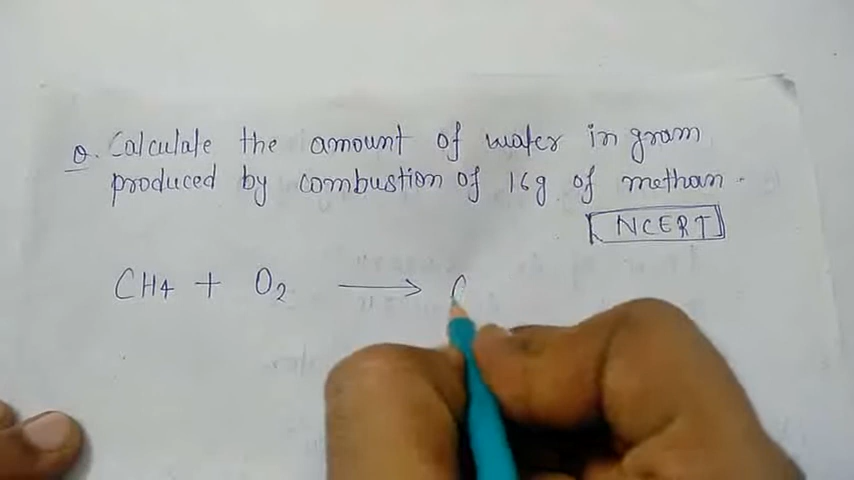 Q. Calculate the amount of water in gram
produced by combustion of 16g of methan.
[NCERT]
CH4 + O2 → C